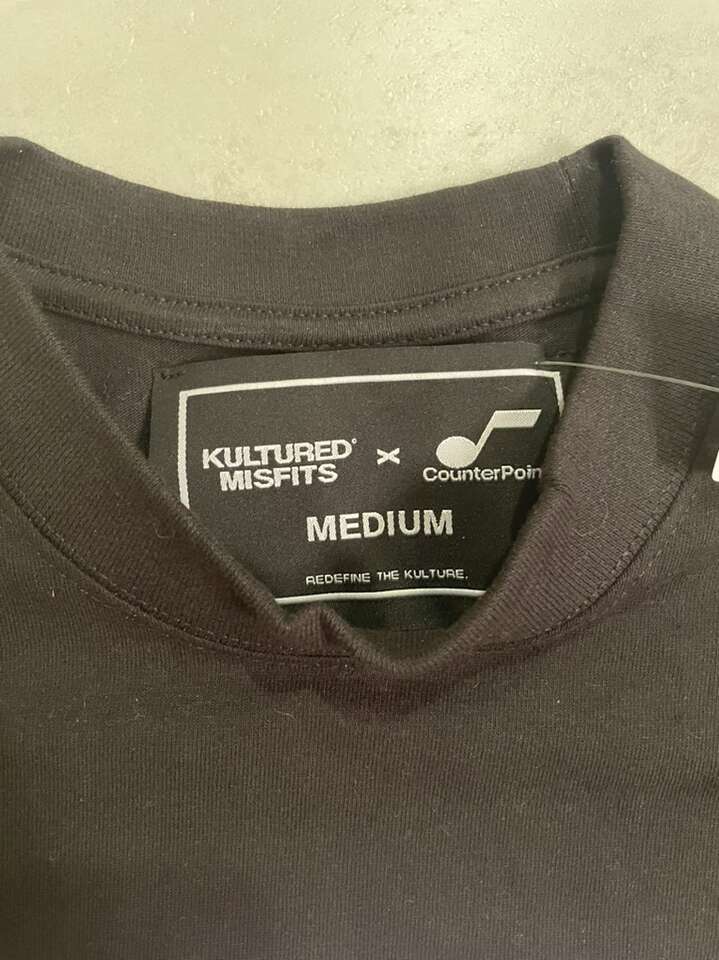 KULTURED°
MISFITS
x
CounterPoin
MEDIUM
REDEFINE THE KULTURE.